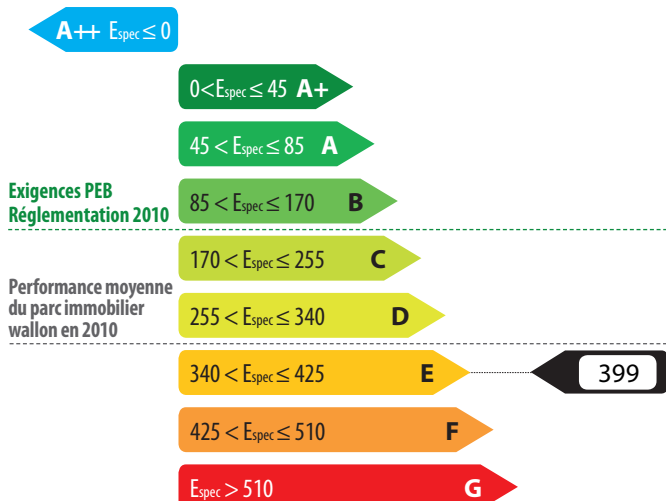 A++ Espec ≤ 0
0<Espec ≤ 45 A+
45 < Espec ≤ 85 A
Exigences PEB
Réglementation 2010
85 < Espec ≤ 170 B
170 < Espec ≤ 255 C
Performance moyenne
du parc immobilier
wallon en 2010
255 < Espec ≤ 340 D
340 < Espec ≤ 425 E
399
425 < Espec ≤ 510 F
Espec > 510 G